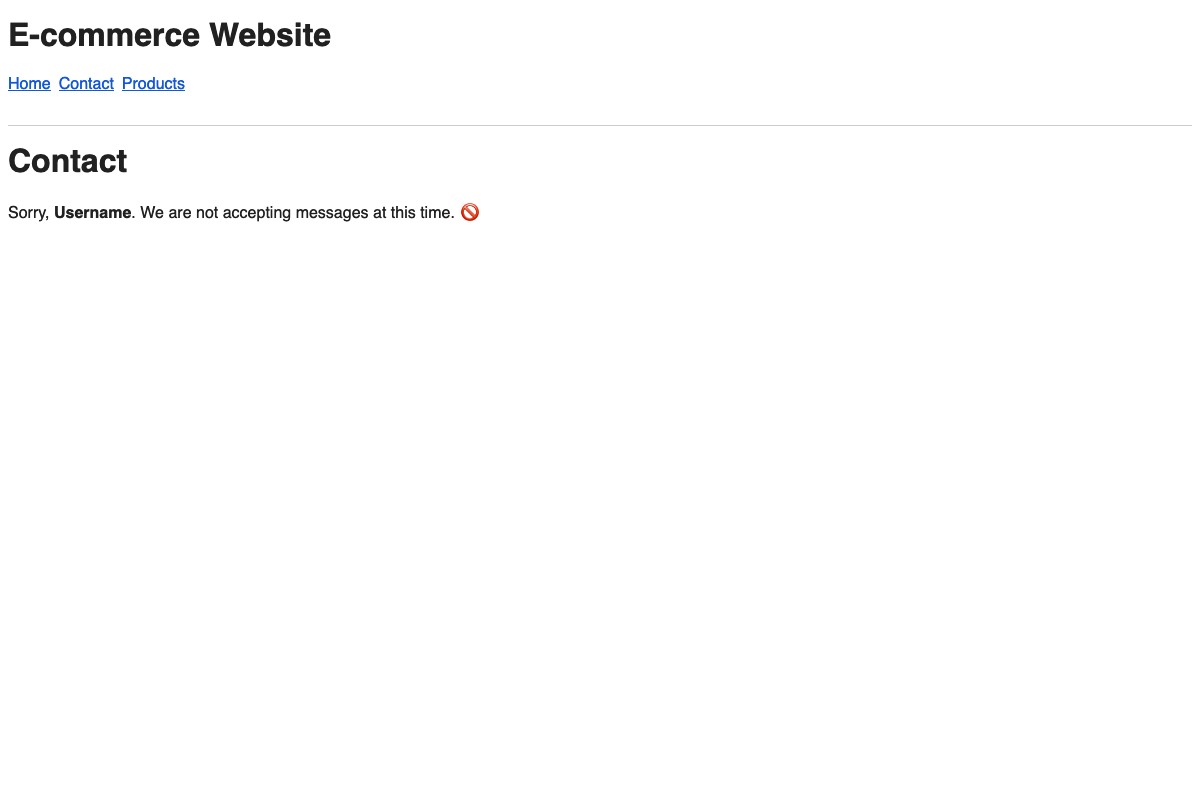 E-commerce Website
Home Contact Products
Contact
Sorry, Username. We are not accepting messages at this time. 🚫